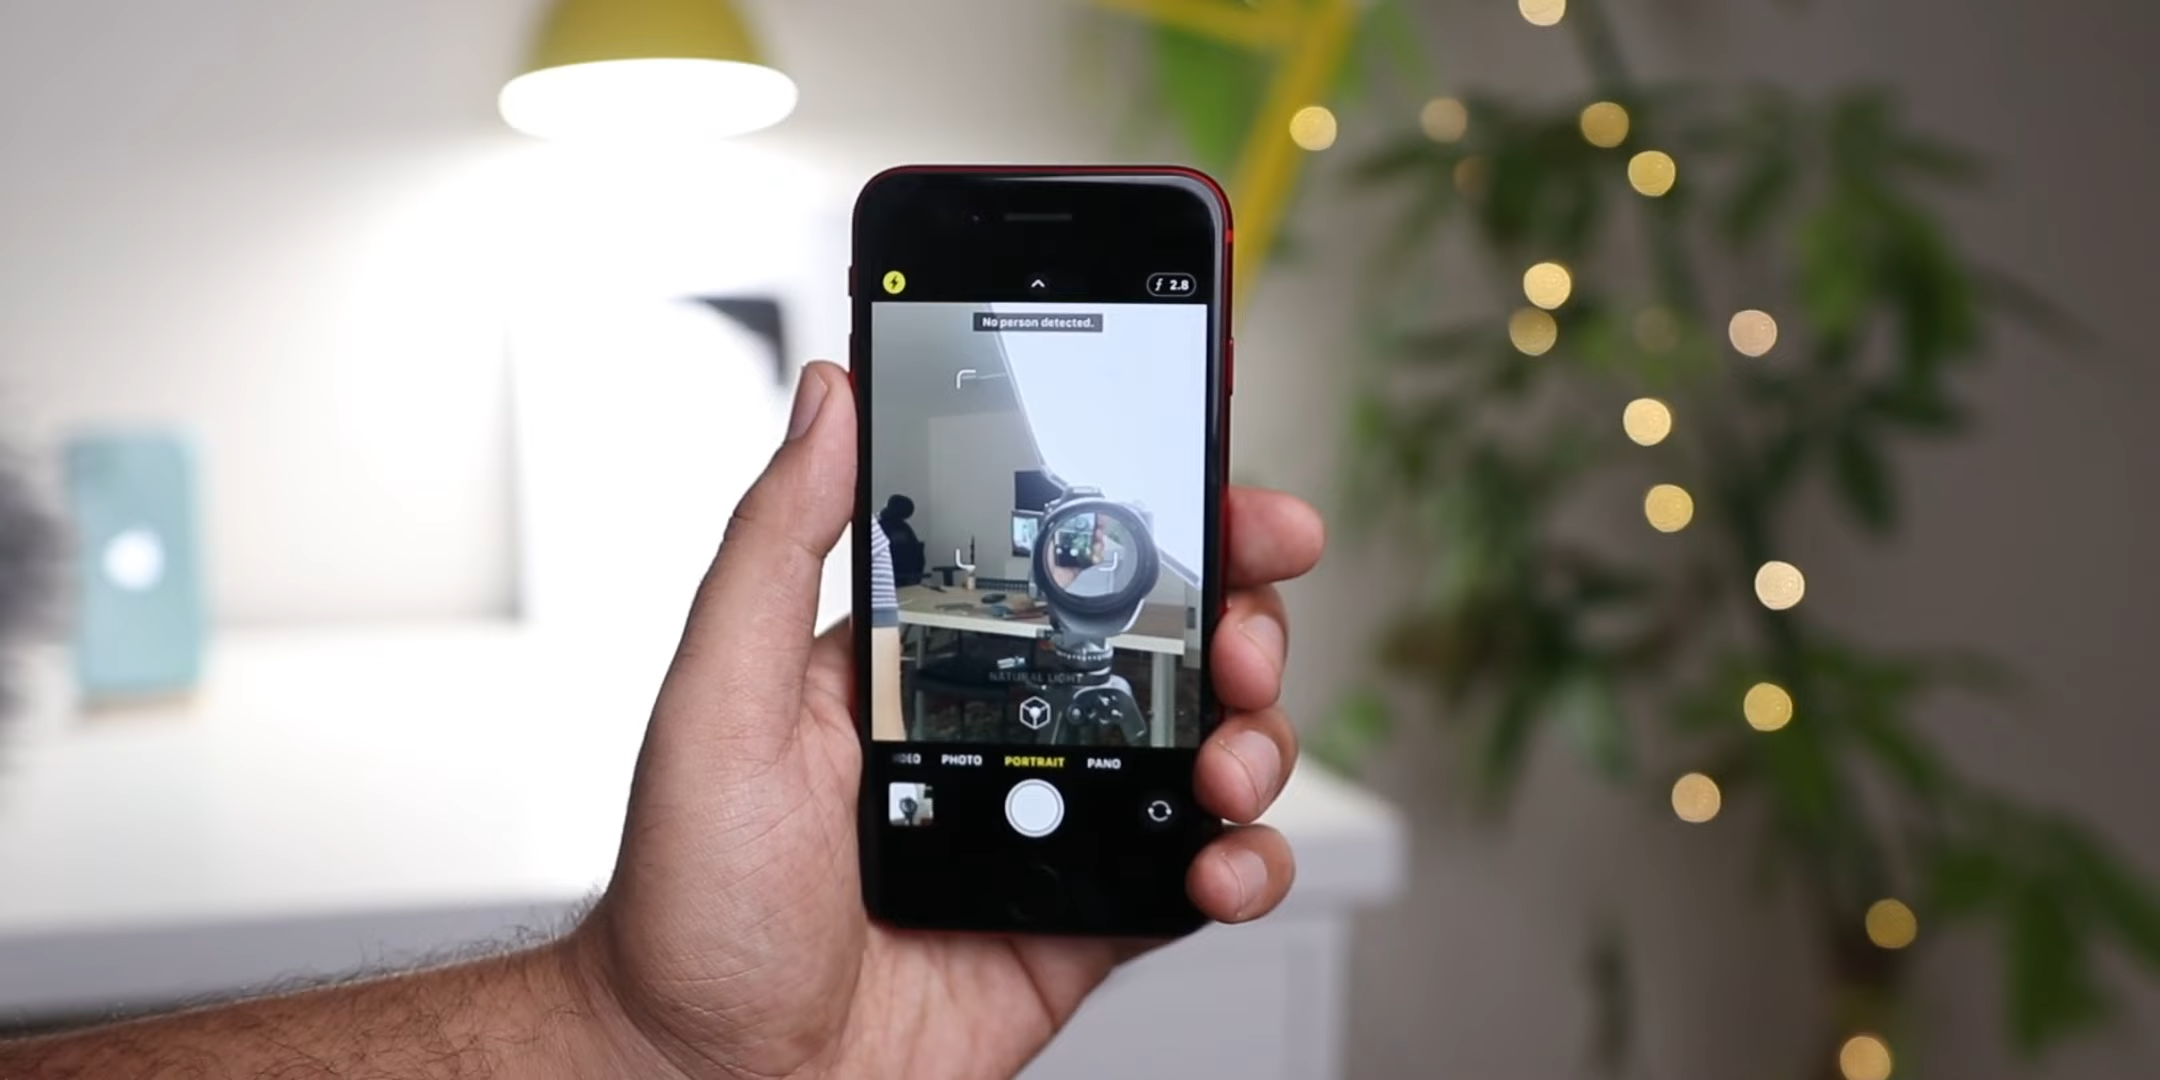 f 2.8
No person detected.
NATURAL LIGHT
PHOTO PORTRAIT PANO